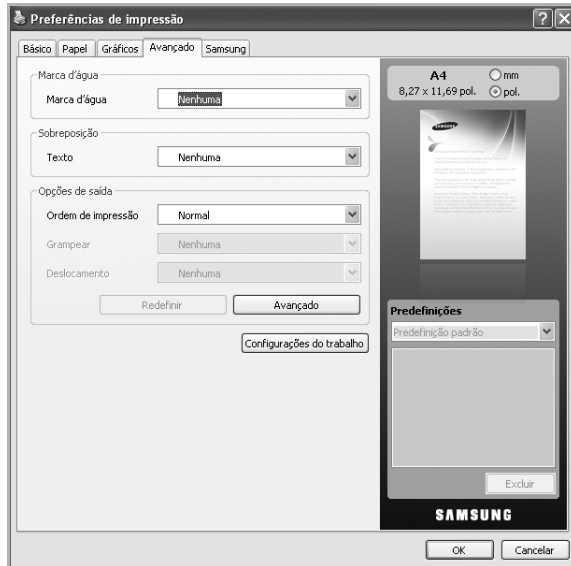 Preferências de impressão
Básico Papel Gráficos Avançado Samsung
Marca d'água
Marca d'água Nenhuma
Sobreposição
Texto Nenhuma
Opções de saída
Ordem de impressão Normal
Grampear Nenhuma
Deslocamento Nenhuma
Redefinir Avançado
Configurações do trabalho
A4 mm
8,27 x 11,69 pol. pol.
SAMSUNG
Predefinições
Predefinição padrão
Excluir
SAMSUNG
OK Cancelar